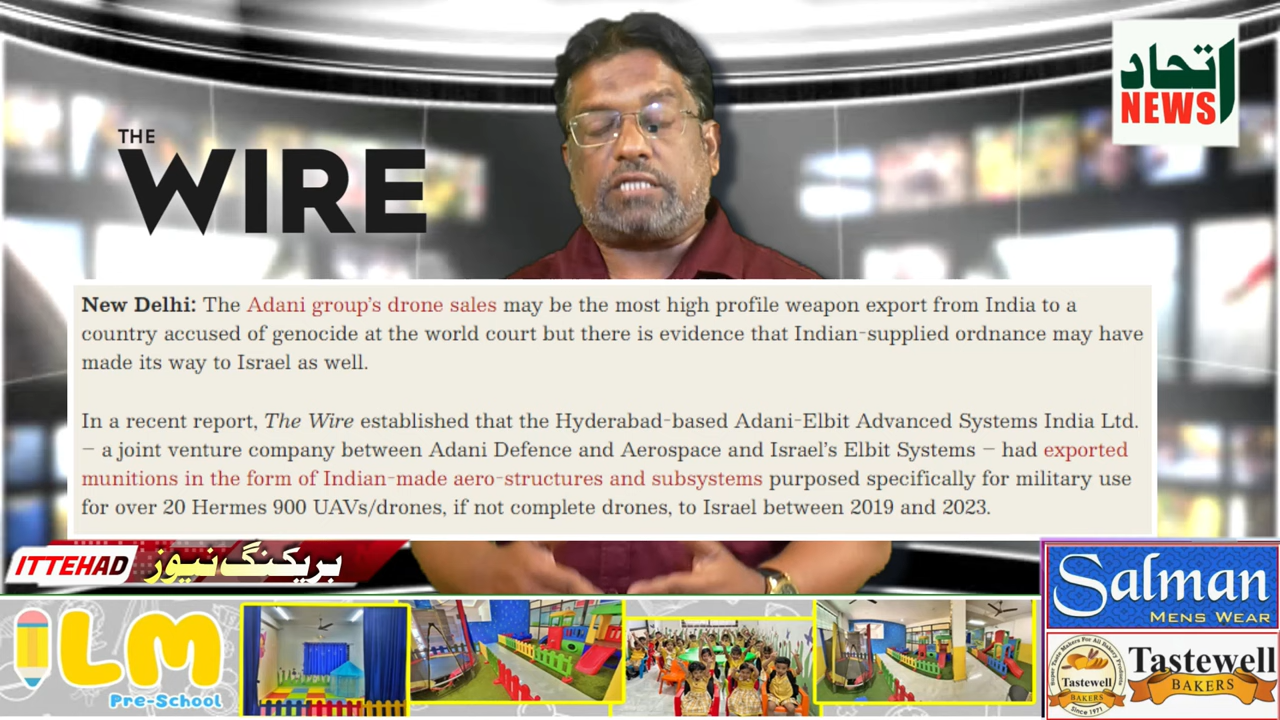 اتحاد
NEWS
THE
WIRE
New Delhi: The Adani group's drone sales may be the most high profile weapon export from India to a
country accused of genocide at the world court but there is evidence that Indian-supplied ordnance may have
made its way to Israel as well.
In a recent report, The Wire established that the Hyderabad-based Adani-Elbit Advanced Systems India Ltd.
– a joint venture company between Adani Defence and Aerospace and Israel's Elbit Systems – had exported
munitions in the form of Indian-made aero-structures and subsystems purposed specifically for military use
for over 20 Hermes 900 UAVs/drones, if not complete drones, to Israel between 2019 and 2023.
ITTEHAD بریکنگ نیوز
iLM
Pre-School
Salman
MENS WEAR
Tastewell
BAKERS
Since 1971
Tastewell
BAKERS